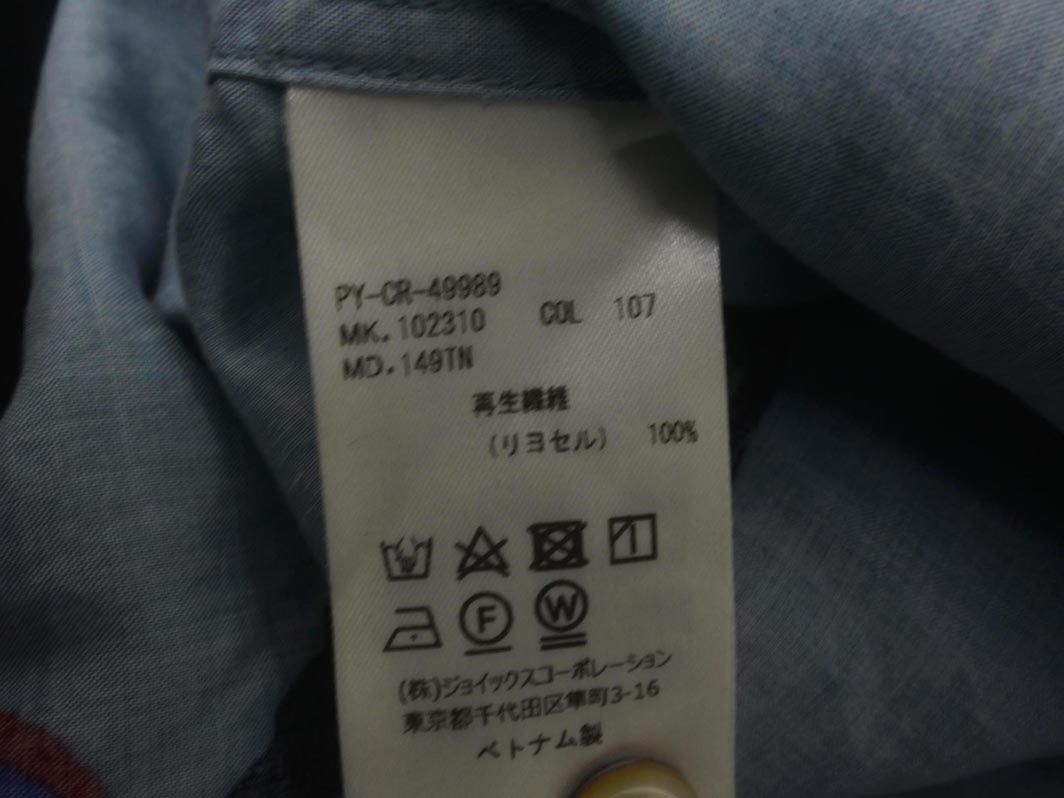 PY-CR-49989
MK.102310 COL 107
MD.149TN
再生繊維
(リヨセル) 100%
F W
(株)ジョイックスコーポレーション
東京都千代田区隼町3-16
ベトナム製